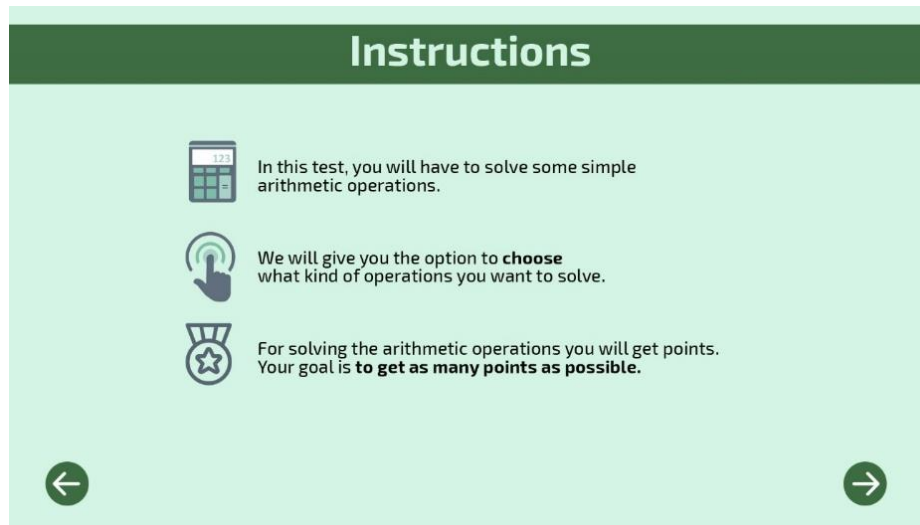 Instructions
123
In this test, you will have to solve some simple
arithmetic operations.
=
We will give you the option to choose
what kind of operations you want to solve.
For solving the arithmetic operations you will get points.
Your goal is to get as many points as possible.